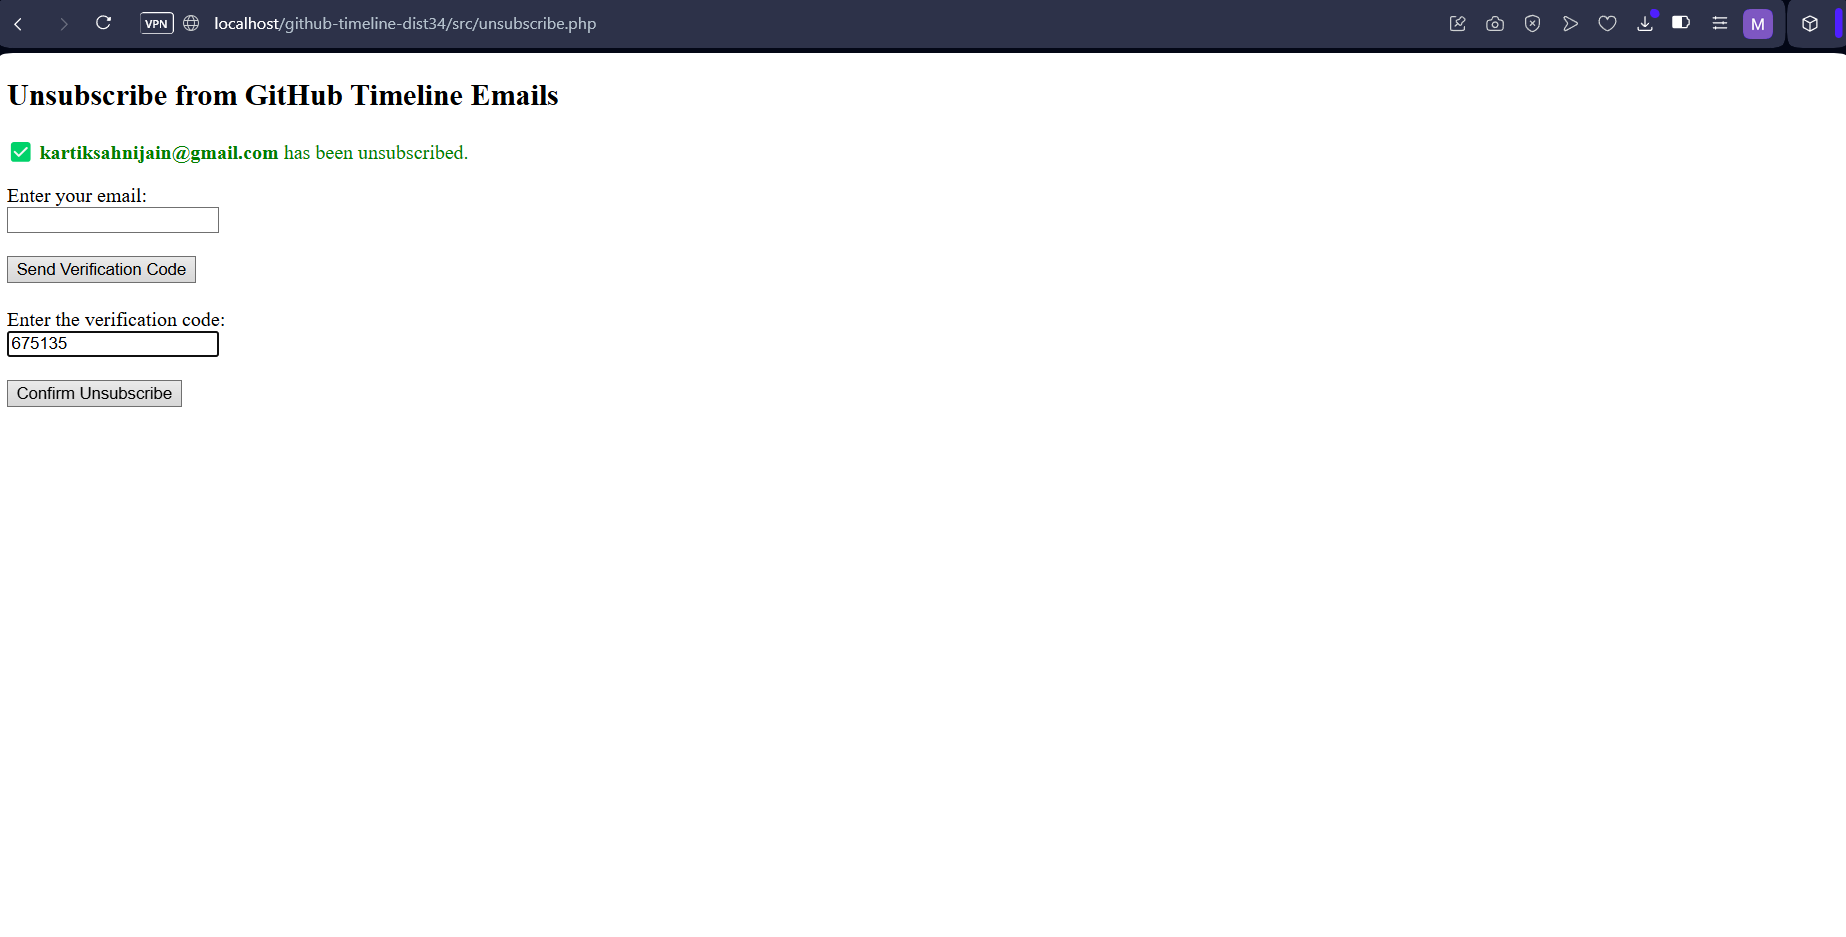 VPN localhost/github-timeline-dist34/src/unsubscribe.php M
Unsubscribe from GitHub Timeline Emails
kartiksahnijain@gmail.com has been unsubscribed.
Enter your email:
Send Verification Code
Enter the verification code:
675135
Confirm Unsubscribe